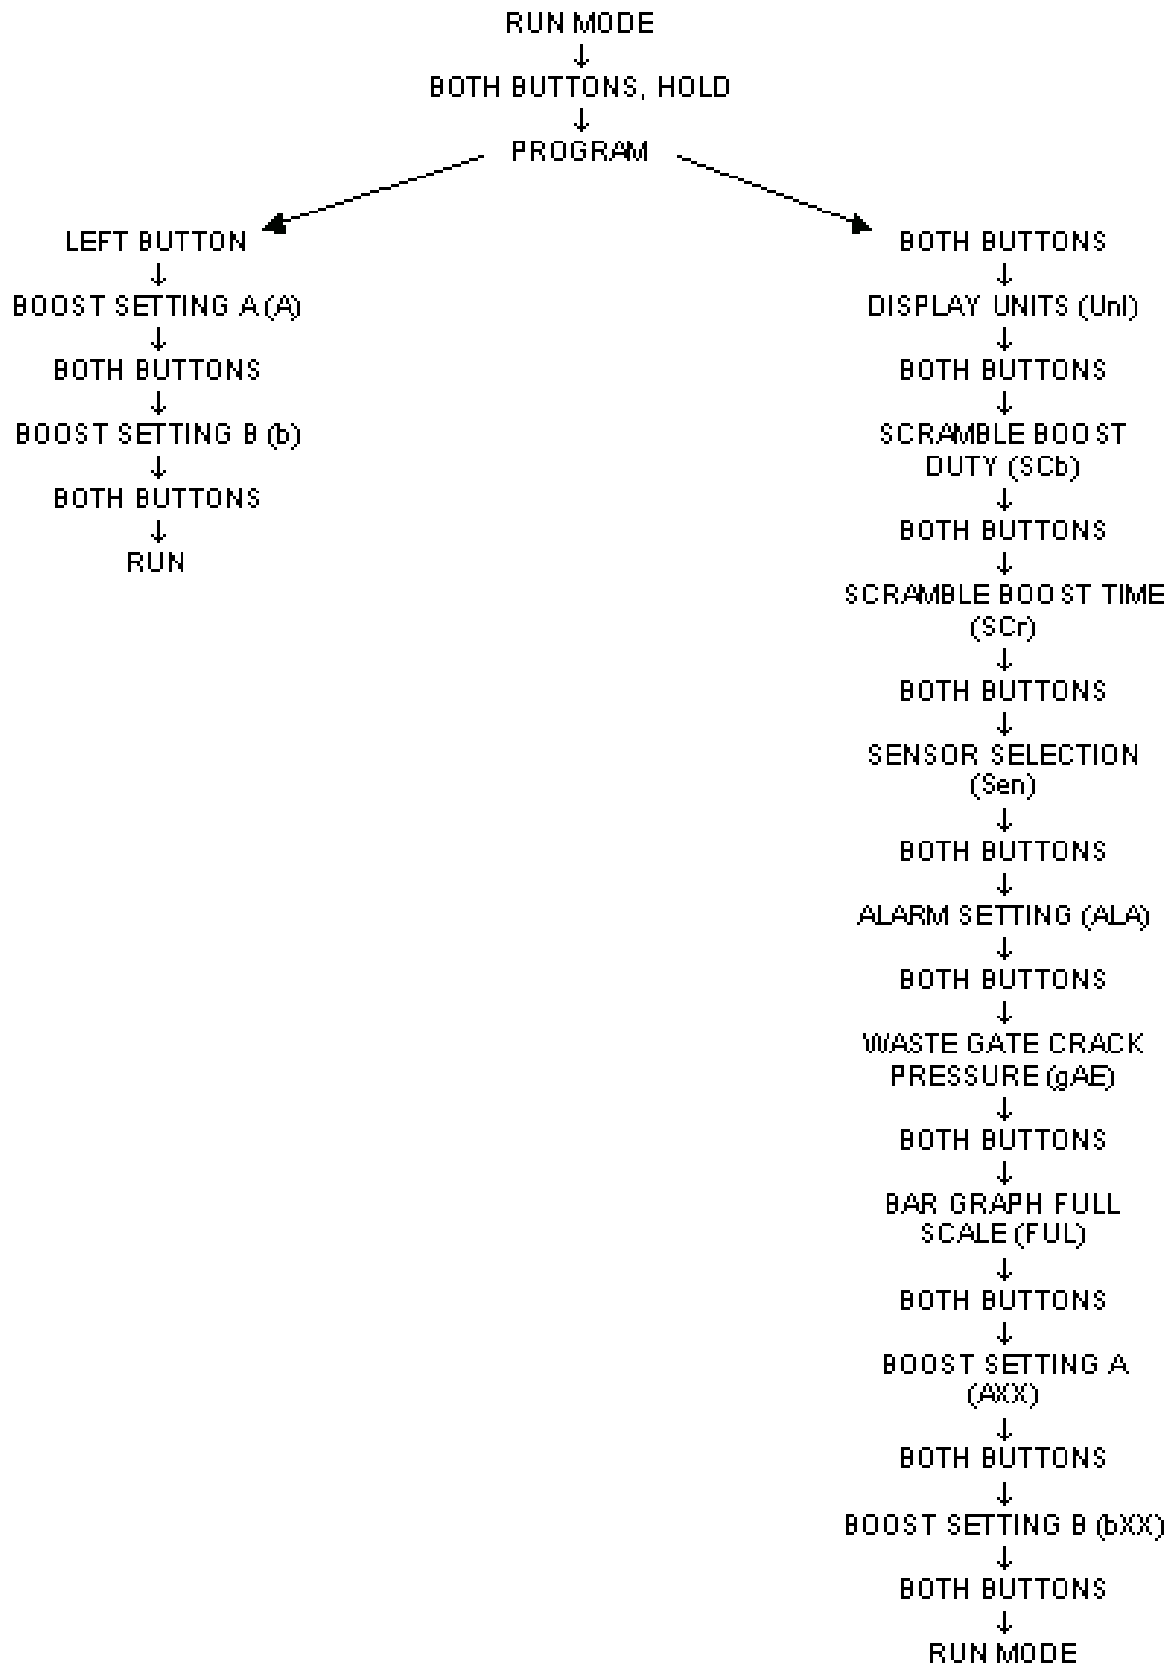 RUN MODE
↓
BOTH BUTTONS, HOLD
↓
PROGRAM
LEFT BUTTON
↓
BOOST SETTING A (A)
↓
BOTH BUTTONS
↓
BOOST SETTING B (b)
↓
BOTH BUTTONS
↓
RUN
BOTH BUTTONS
↓
DISPLAY UNITS (UnI)
↓
BOTH BUTTONS
↓
SCRAMBLE BOOST
DUTY (SCb)
↓
BOTH BUTTONS
↓
SCRAMBLE BOOST TIME
(SCr)
↓
BOTH BUTTONS
↓
SENSOR SELECTION
(Sen)
↓
BOTH BUTTONS
↓
ALARM SETTING (ALA)
↓
BOTH BUTTONS
↓
WASTE GATE CRACK
PRESSURE (gAE)
↓
BOTH BUTTONS
↓
BAR GRAPH FULL
SCALE (FUL)
↓
BOTH BUTTONS
↓
BOOST SETTING A
(AXX)
↓
BOTH BUTTONS
↓
BOOST SETTING B (bXX)
↓
BOTH BUTTONS
↓
RUN MODE